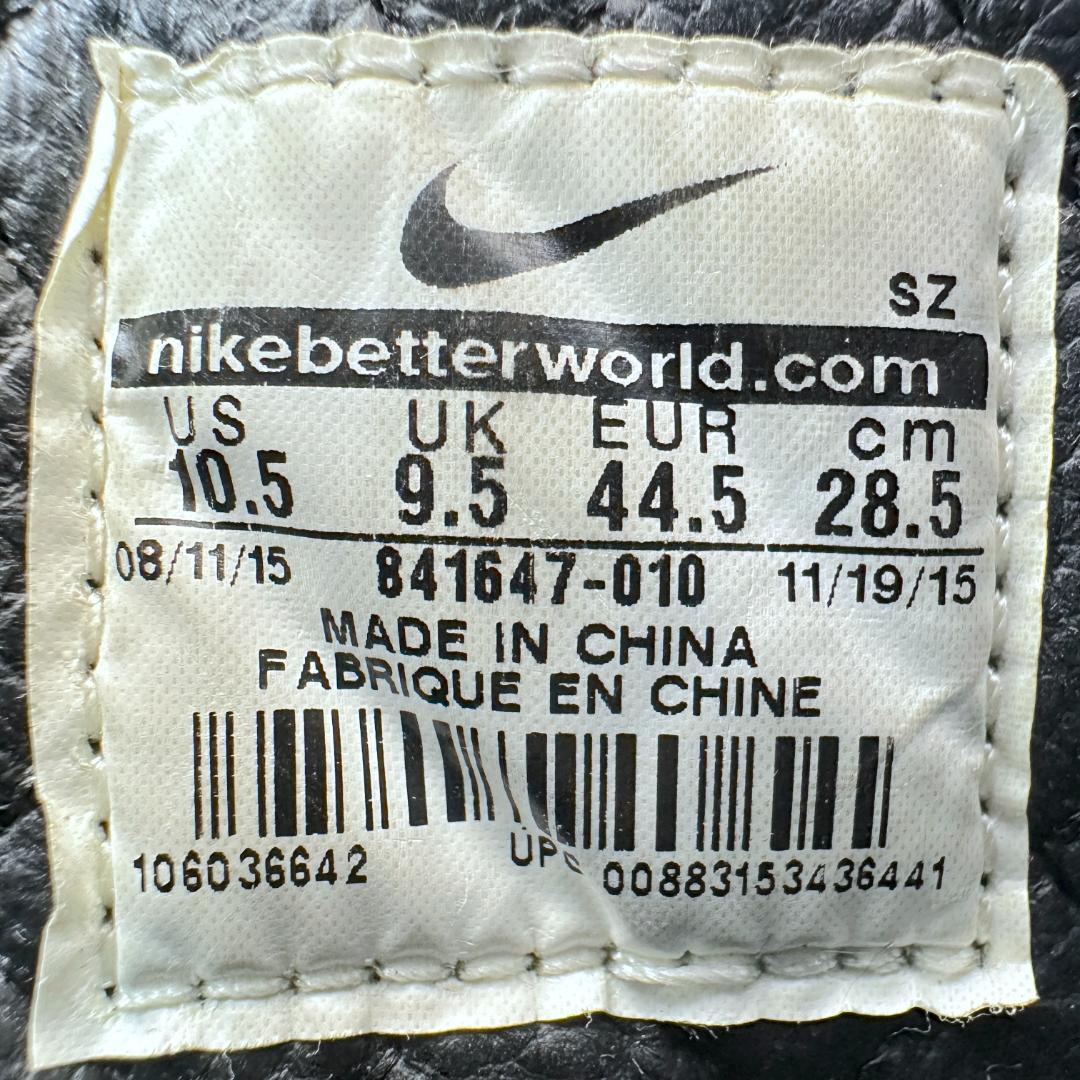 SZ
nikebetterworld.com
US UK EUR cm
10.5 9.5 44.5 28.5
08/11/15 841647-010 11/19/15
MADE IN CHINA
FABRIQUE EN CHINE
106036642 UPC 00883153436441